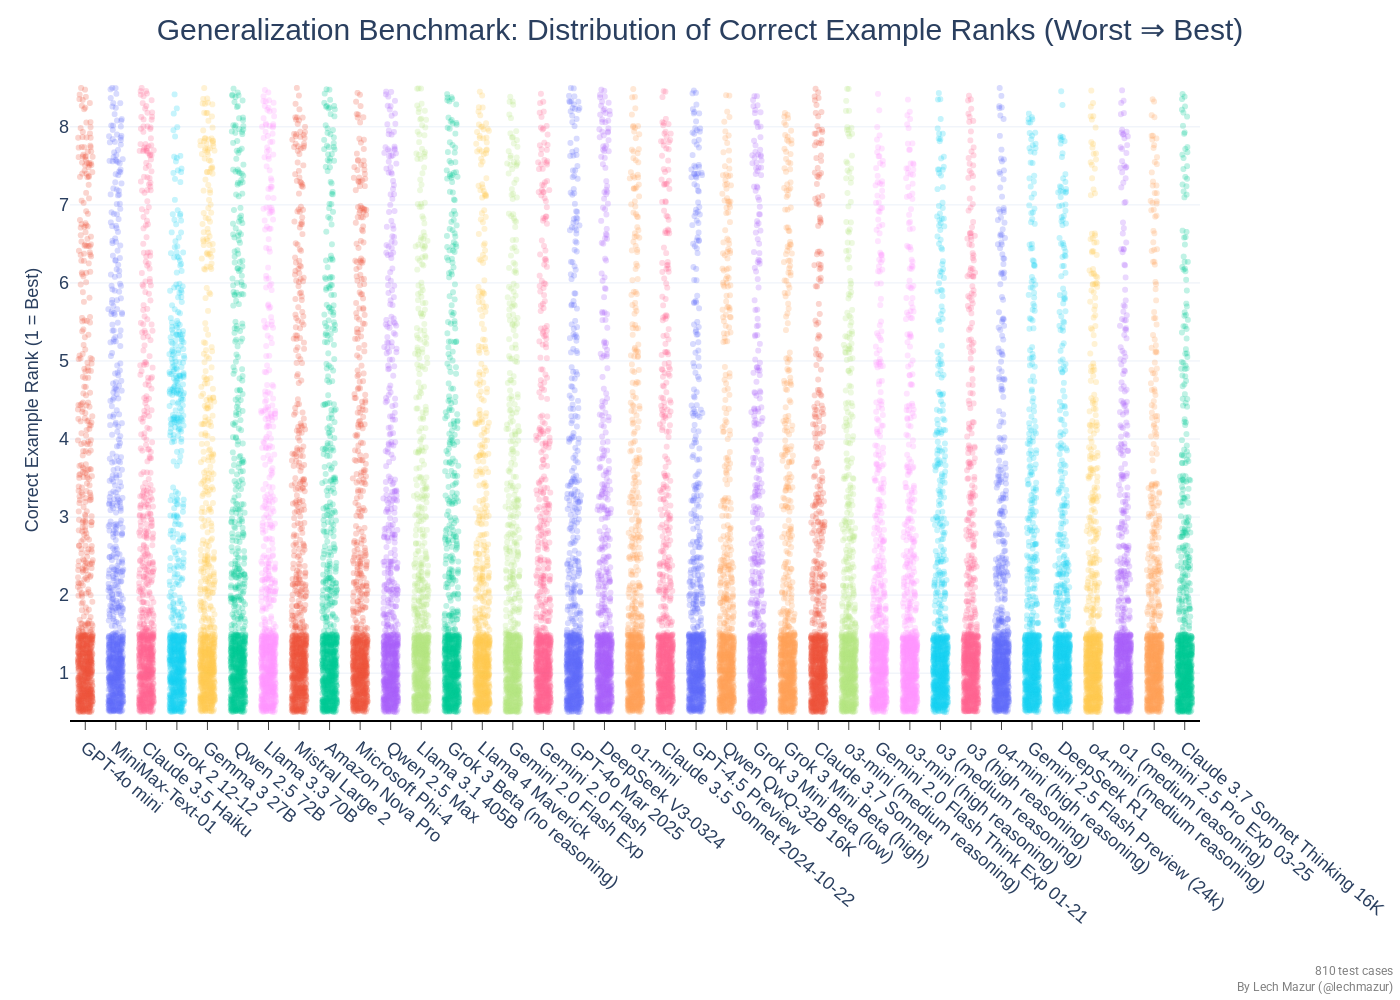 Generalization Benchmark: Distribution of Correct Example Ranks (Worst ⇒ Best)
Correct Example Rank (1 = Best)
8
7
6
5
4
3
2
1
GPT-4o mini
MiniMax-Text-01
Claude 3.5 Haiku
Grok 2 12-12
Gemma 3 27B
Qwen 2.5 72B
Llama 3.3 70B
Mistral Large 2
Amazon Nova Pro
Microsoft Phi-4
Qwen 2.5 Max
Llama 3.1 405B
Grok 3 Beta (no reasoning)
Llama 4 Maverick
Gemini 2.0 Flash Exp
Gemini 2.0 Flash
GPT-4o Mar 2025
DeepSeek V3-0324
o1-mini
Claude 3.5 Sonnet 2024-10-22
GPT-4.5 Preview
Qwen QwQ-32B 16K
Grok 3 Mini Beta (low)
Grok 3 Mini Beta (high)
Claude 3.7 Sonnet
o3-mini (medium reasoning)
Gemini 2.0 Flash Think Exp 01-21
o3-mini (high reasoning)
o3 (medium reasoning)
o3 (high reasoning)
o4-mini (high reasoning)
Gemini 2.5 Flash Preview (24k)
DeepSeek R1
o4-mini (medium reasoning)
o1 (medium reasoning)
Gemini 2.5 Pro Exp 03-25
Claude 3.7 Sonnet Thinking 16K
810 test cases
By Lech Mazur (@lechmazur)